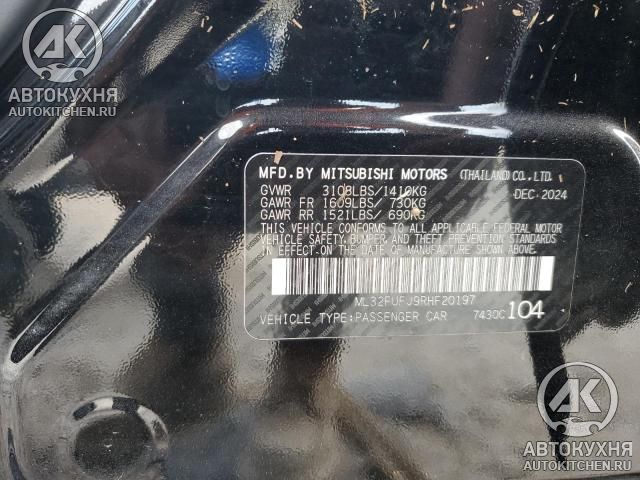 АК
АВТОКУХНЯ
AUTOKITCHEN.RU
MFD.BY MITSUBISHI MOTORS (THAILAND)CO.,LTD.
GVWR 3108LBS/1410KG DEC.2024
GAWR FR 1609LBS/ 730KG
GAWR RR 1521LBS/ 690KG
THIS VEHICLE CONFORMS TO ALL APPLICABLE FEDERAL MOTOR
VEHICLE SAFETY, BUMPER, AND THEFT PREVENTION STANDARDS
IN EFFECT ON THE DATE OF MANUFACTURE SHOWN ABOVE.
ML32FUFJ9RHF20197
VEHICLE TYPE:PASSENGER CAR 7430C 104
АК
АВТОКУХНЯ
AUTOKITCHEN.RU